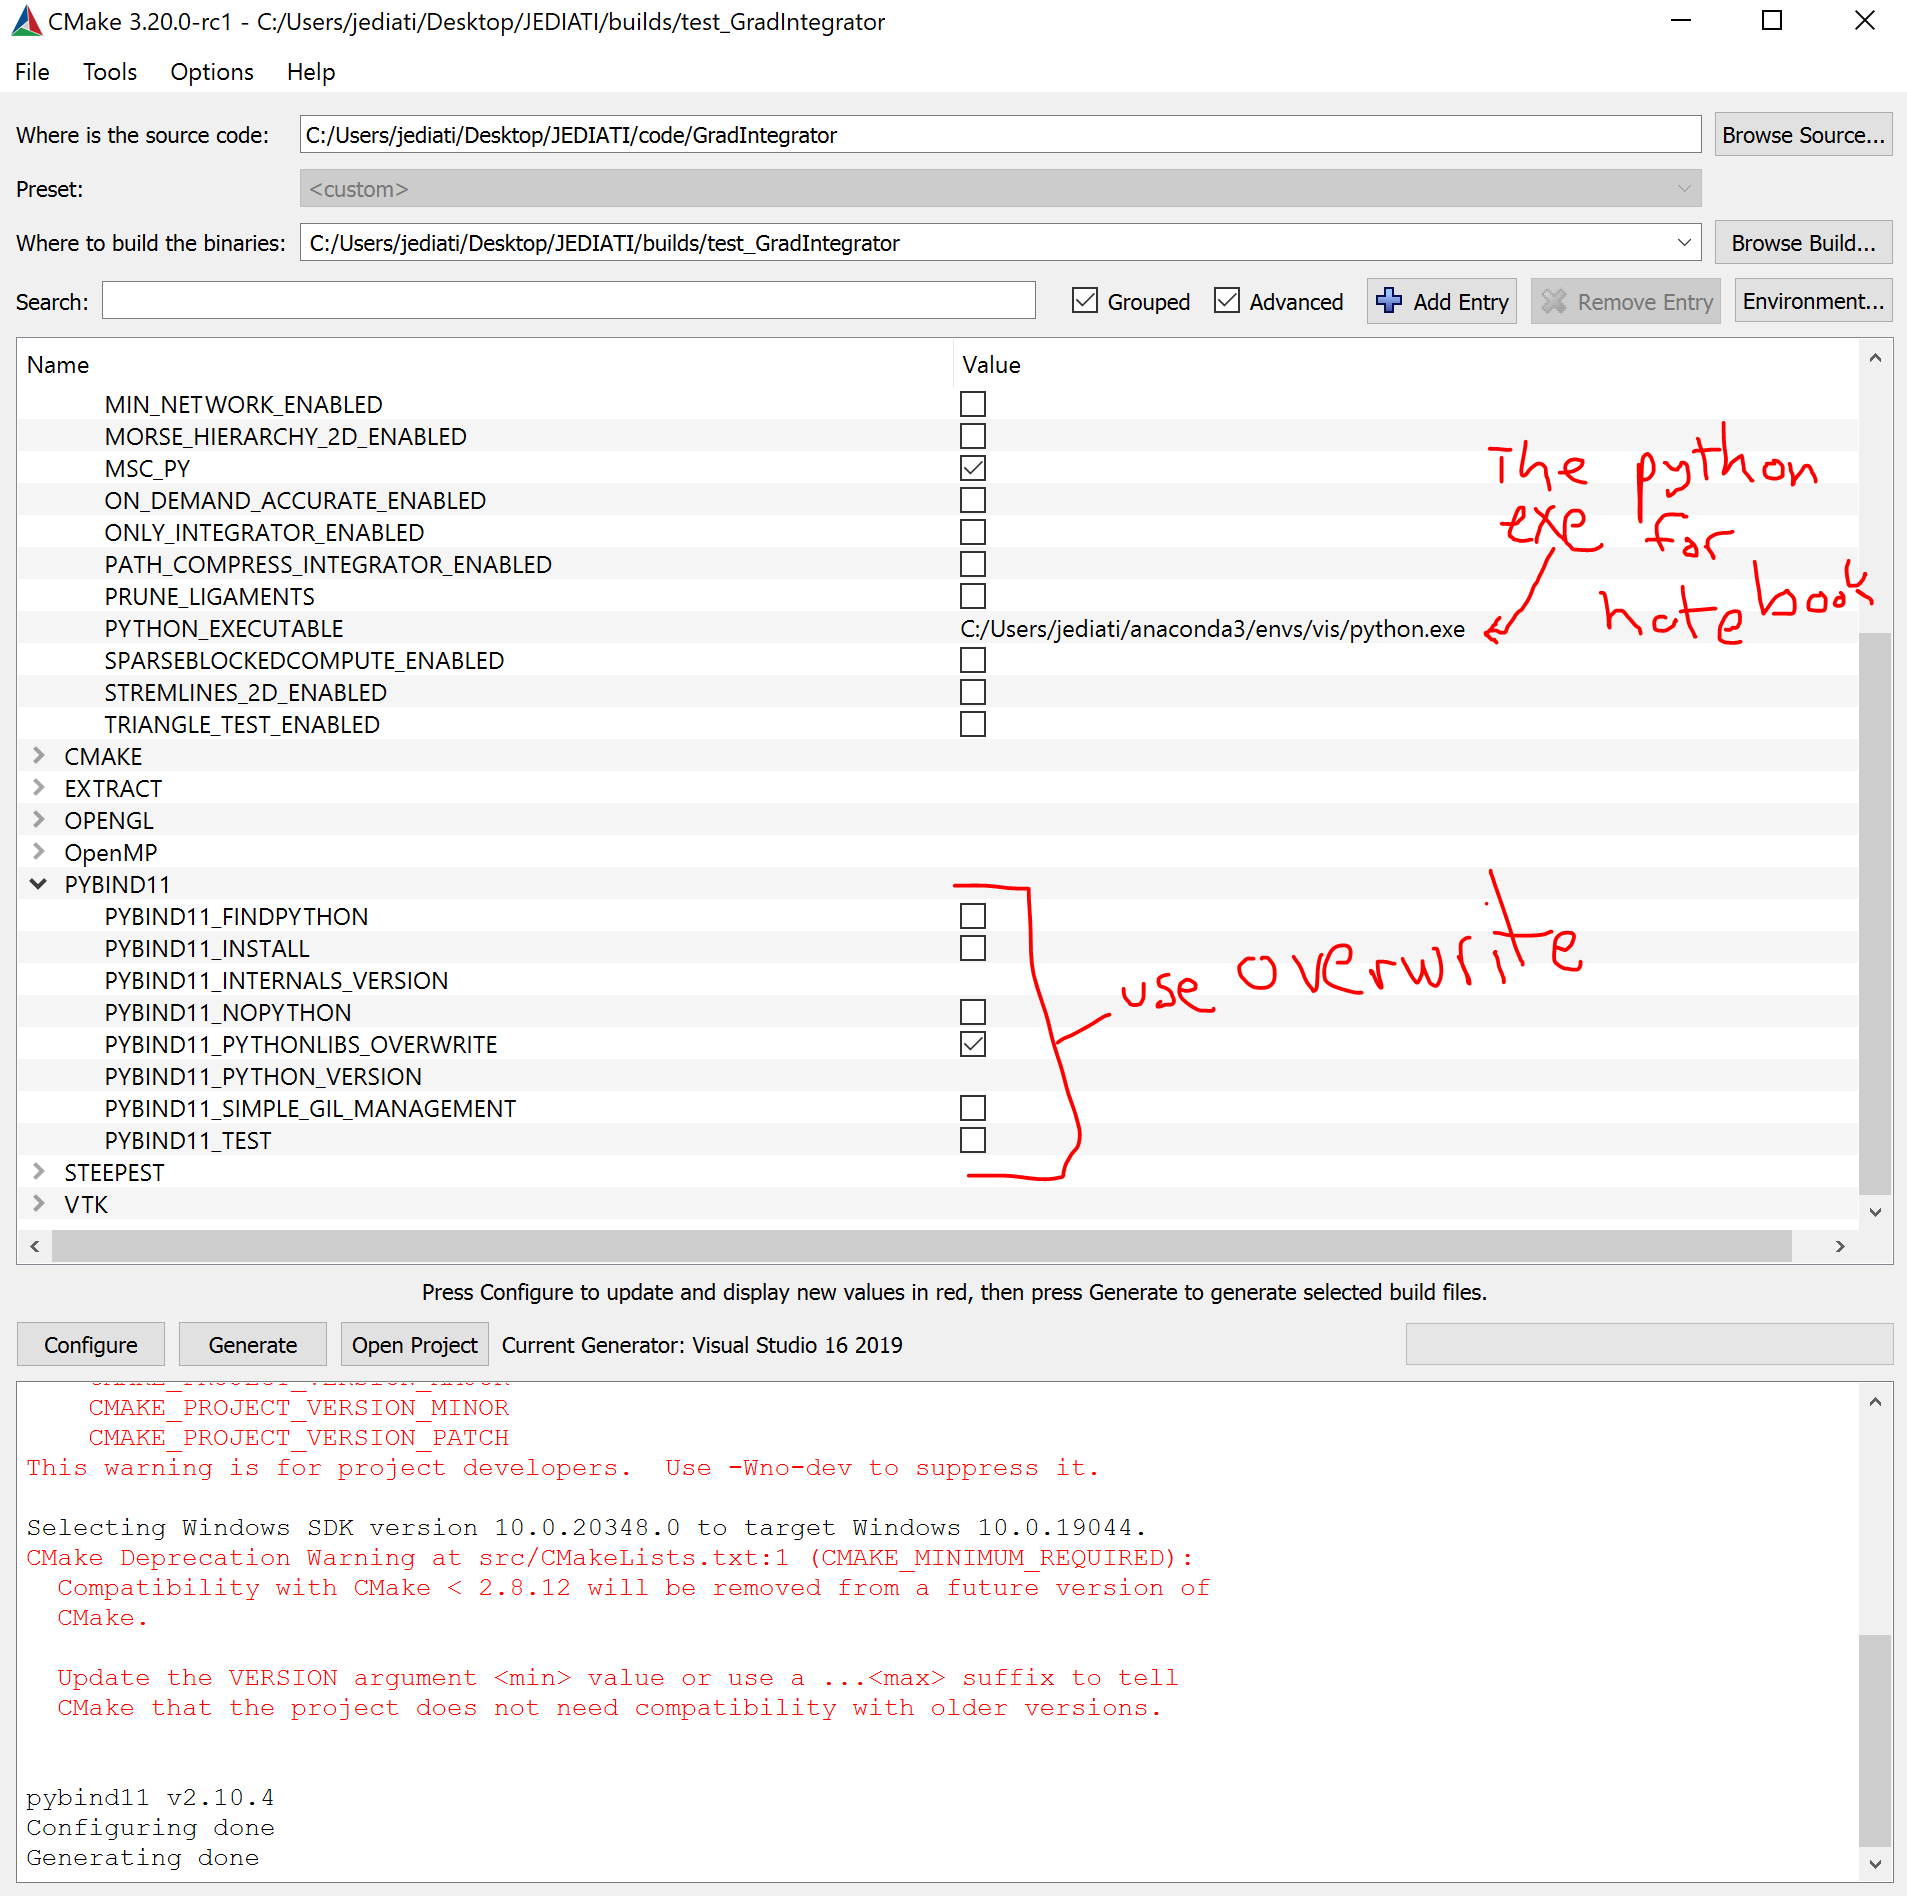 CMake 3.20.0-rc1 - C:/Users/jediati/Desktop/JEDIATI/builds/test_GradIntegrator
File Tools Options Help
Where is the source code: C:/Users/jediati/Desktop/JEDIATI/code/GradIntegrator Browse Source...
Preset: <custom>
Where to build the binaries: C:/Users/jediati/Desktop/JEDIATI/builds/test_GradIntegrator Browse Build...
Search: Grouped Advanced Add Entry Remove Entry Environment...
Name Value
MIN_NETWORK_ENABLED
MORSE_HIERARCHY_2D_ENABLED
MSC_PY
ON_DEMAND_ACCURATE_ENABLED
ONLY_INTEGRATOR_ENABLED
PATH_COMPRESS_INTEGRATOR_ENABLED
PRUNE_LIGAMENTS
PYTHON_EXECUTABLE C:/Users/jediati/anaconda3/envs/vis/python.exe
The python
exe for
notebook
SPARSEBLOCKEDCOMPUTE_ENABLED
STREMLINES_2D_ENABLED
TRIANGLE_TEST_ENABLED
CMAKE
EXTRACT
OPENGL
OpenMP
PYBIND11
PYBIND11_FINDPYTHON
PYBIND11_INSTALL
PYBIND11_INTERNALS_VERSION
use overwrite
PYBIND11_NOPYTHON
PYBIND11_PYTHONLIBS_OVERWRITE
PYBIND11_PYTHON_VERSION
PYBIND11_SIMPLE_GIL_MANAGEMENT
PYBIND11_TEST
STEEPEST
VTK
Press Configure to update and display new values in red, then press Generate to generate selected build files.
Configure Generate Open Project Current Generator: Visual Studio 16 2019
CMAKE_PROJECT_VERSION_MAJOR
CMAKE_PROJECT_VERSION_MINOR
CMAKE_PROJECT_VERSION_PATCH
This warning is for project developers.  Use -Wno-dev to suppress it.
Selecting Windows SDK version 10.0.20348.0 to target Windows 10.0.19044.
CMake Deprecation Warning at src/CMakeLists.txt:1 (CMAKE_MINIMUM_REQUIRED):
Compatibility with CMake < 2.8.12 will be removed from a future version of
CMake.
Update the VERSION argument <min> value or use a ...<max> suffix to tell
CMake that the project does not need compatibility with older versions.
pybind11 v2.10.4
Configuring done
Generating done